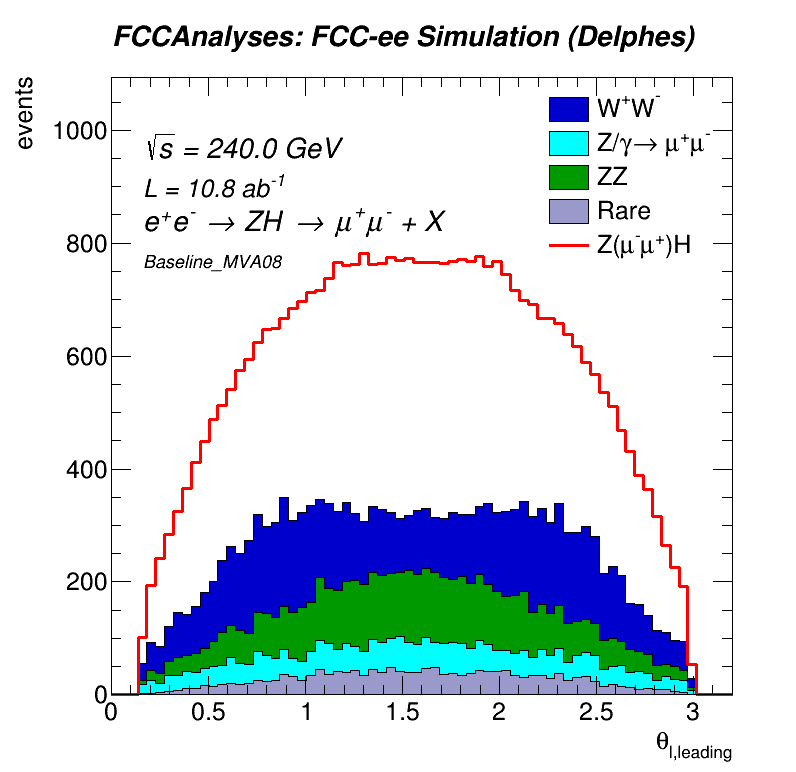 FCCAnalyses: FCC-ee Simulation (Delphes)
events
1000
800
600
400
200
0
√s = 240.0 GeV
L = 10.8 ab⁻¹
e⁺e⁻ → ZH → μ⁺μ⁻ + X
Baseline_MVA08
W⁺W⁻
Z/γ→ μ⁺μ⁻
ZZ
Rare
Z(μ⁻μ⁺)H
0 0.5 1 1.5 2 2.5 3
θl,leading